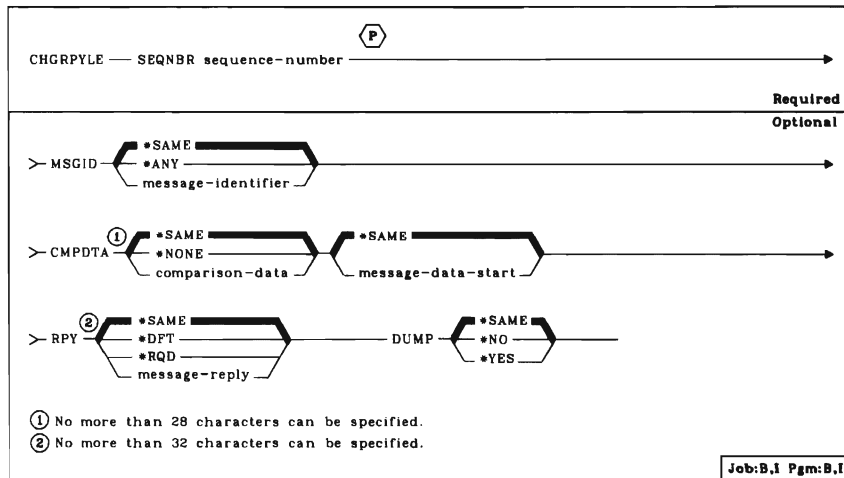 P
CHGRPYLE — SEQNBR sequence-number
Required
Optional
*SAME
MSGID *ANY
message-identifier
1 *SAME *SAME
CMPDTA *NONE
comparison-data message-data-start
2 *SAME *SAME
RPY *DFT DUMP *NO
*RQD *YES
message-reply
1 No more than 28 characters can be specified.
2 No more than 32 characters can be specified.
Job:B,I Pgm:B,I